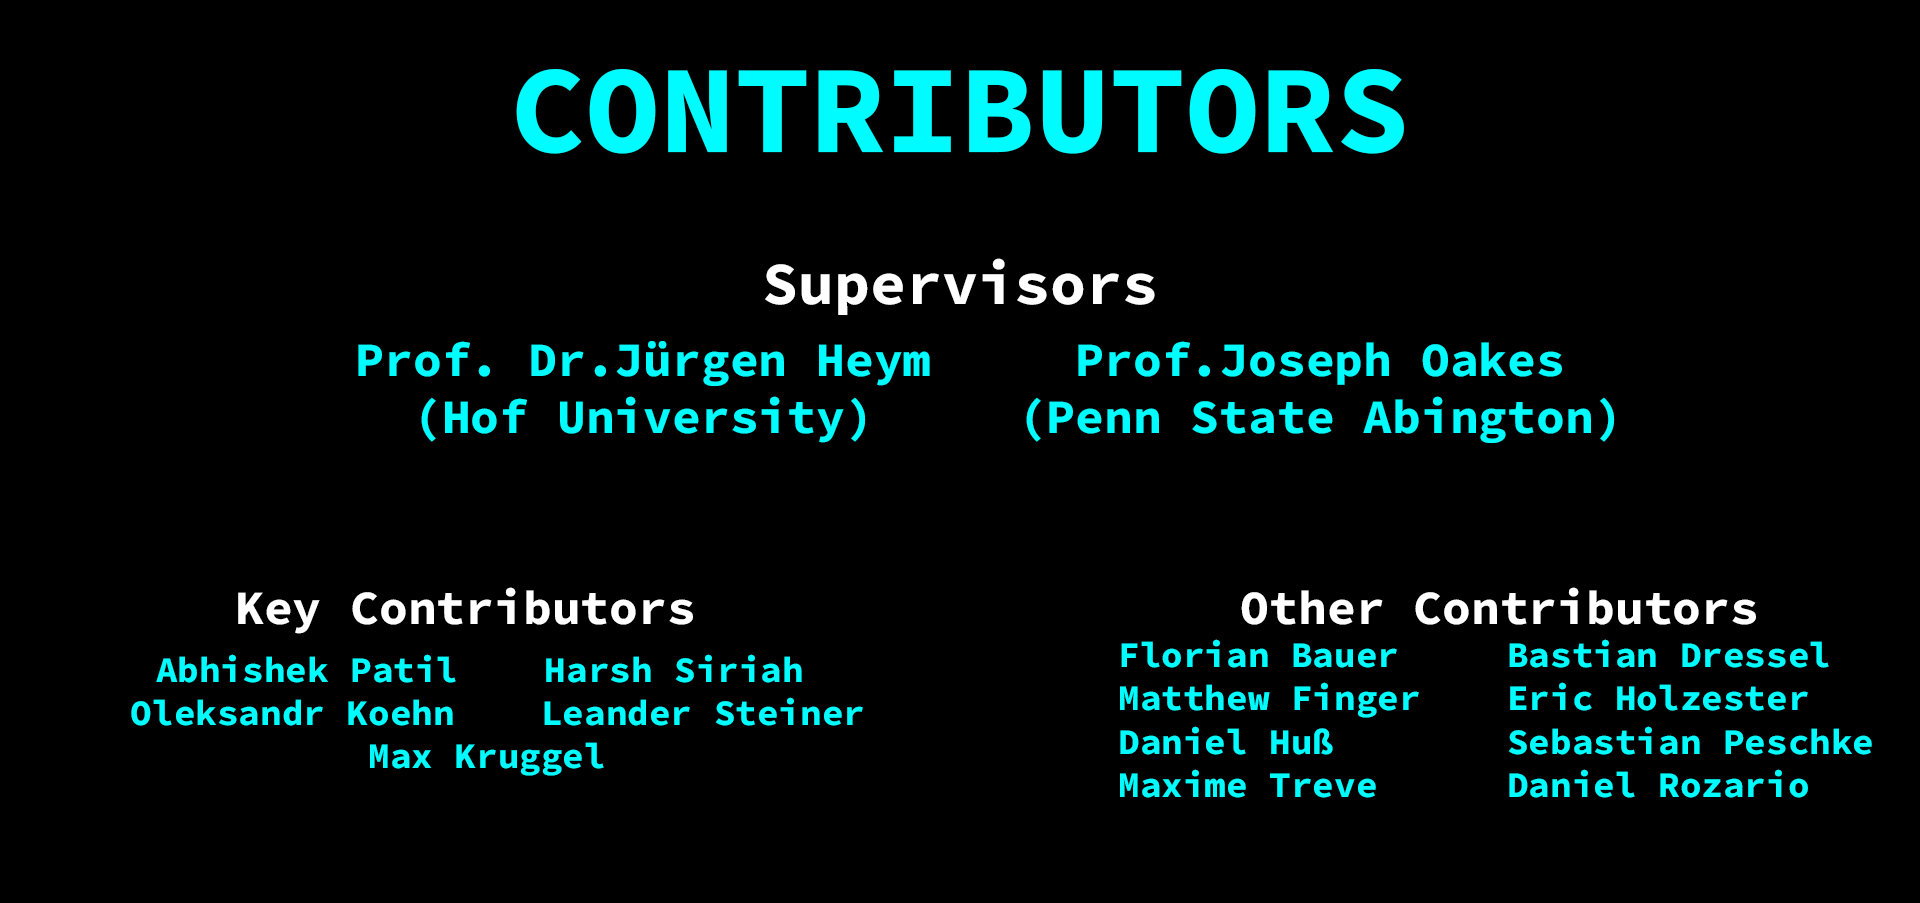 CONTRIBUTORS
Supervisors
Prof. Dr.Jürgen Heym
(Hof University)
Prof.Joseph Oakes
(Penn State Abington)
Key Contributors
Abhishek Patil Harsh Siriah
Oleksandr Koehn Leander Steiner
Max Kruggel
Other Contributors
Florian Bauer Bastian Dressel
Matthew Finger Eric Holzester
Daniel Huß Sebastian Peschke
Maxime Treve Daniel Rozario